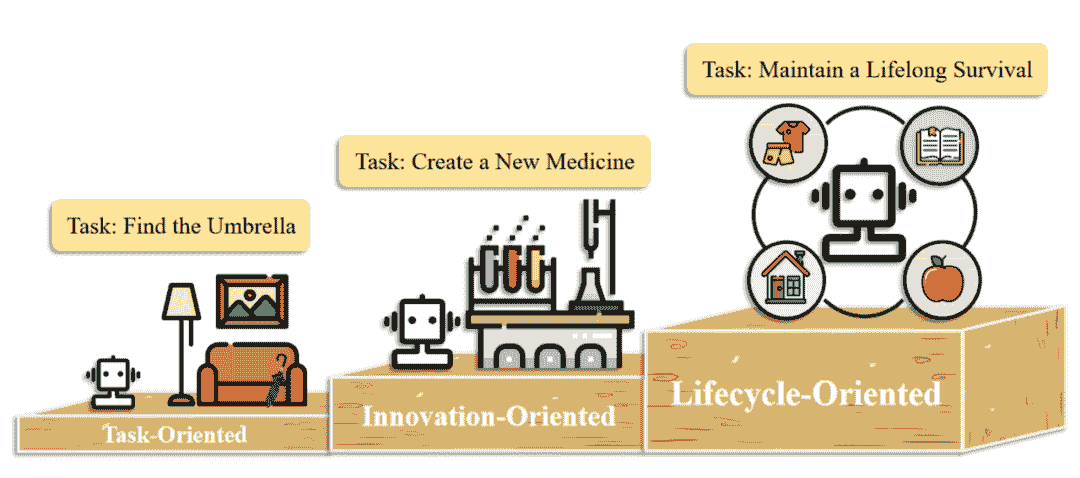 Task: Maintain a Lifelong Survival
Task: Create a New Medicine
Task: Find the Umbrella
Lifecycle-Oriented
Innovation-Oriented
Task-Oriented